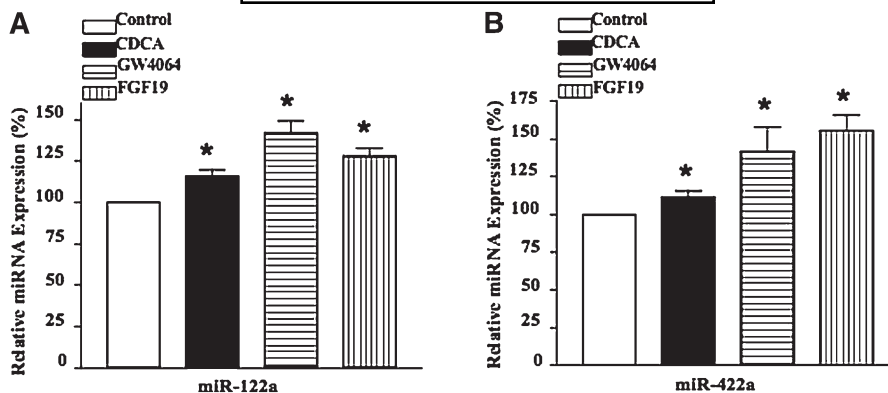 A
Control
CDCA
GW4064
FGF19
Relative miRNA Expression (%)
150
125
100
75
50
25
0
*
*
*
miR-122a
B
Control
CDCA
GW4064
FGF19
Relative miRNA Expression (%)
175
150
125
100
75
50
25
0
*
*
*
miR-422a